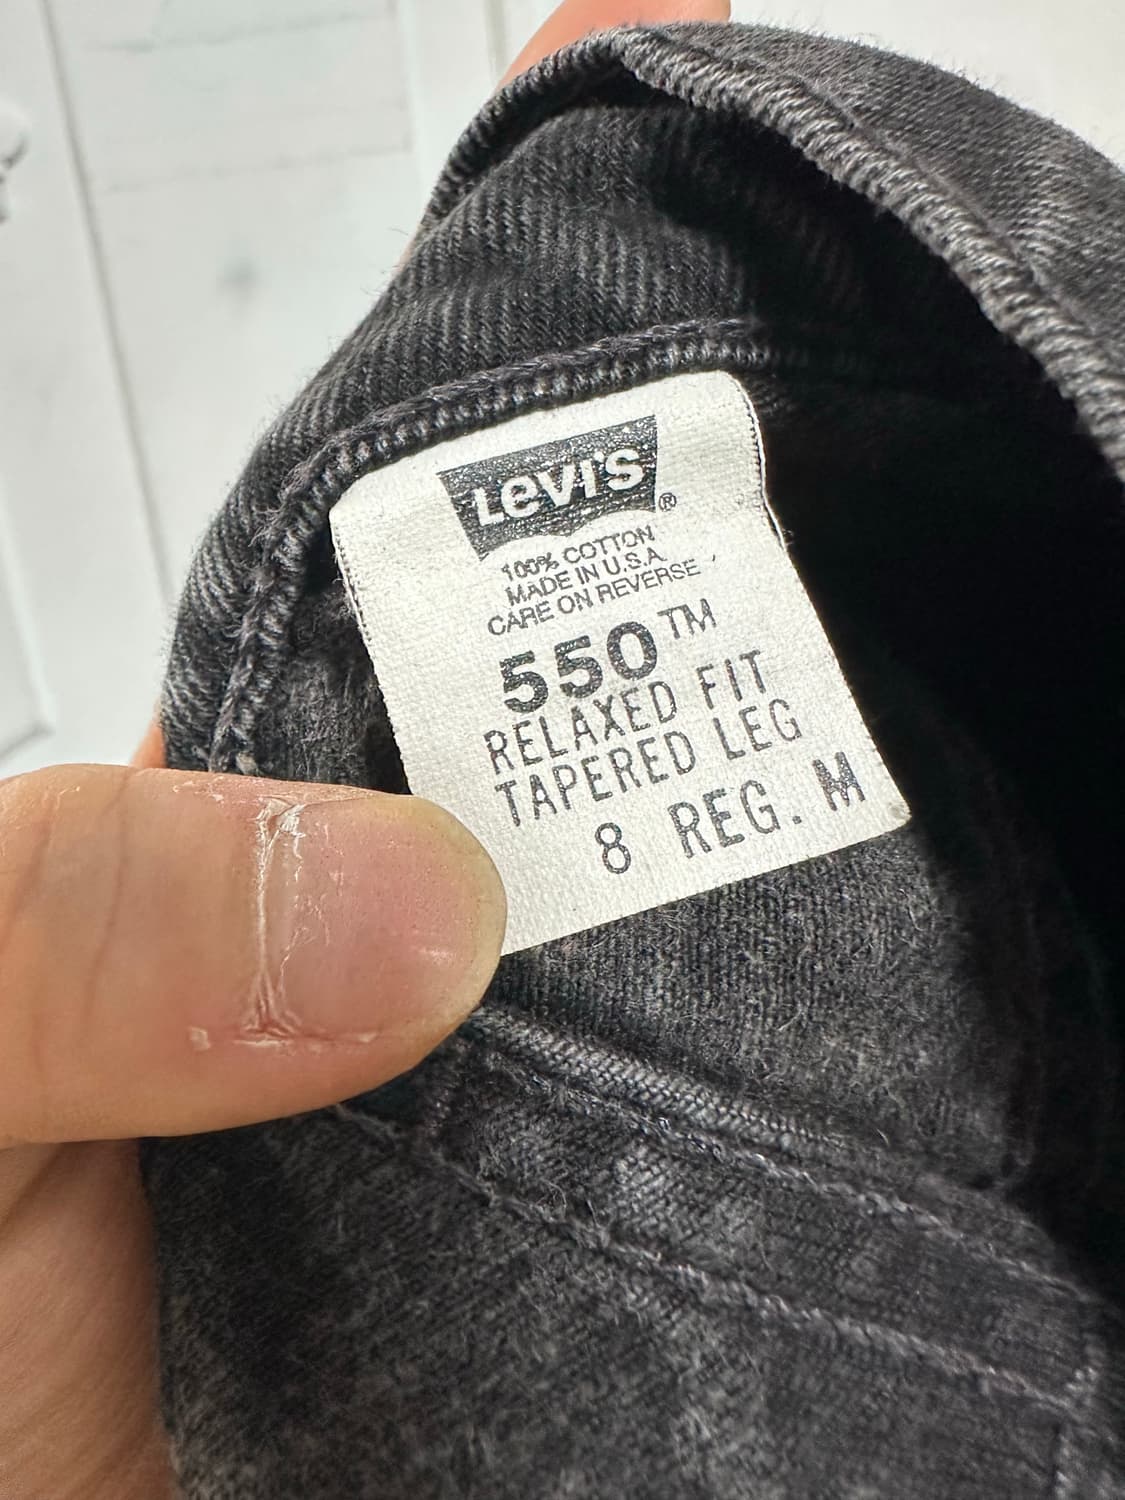 Levi's®
100% COTTON
MADE IN U.S.A.
CARE ON REVERSE
550™
RELAXED FIT
TAPERED LEG
8 REG. M